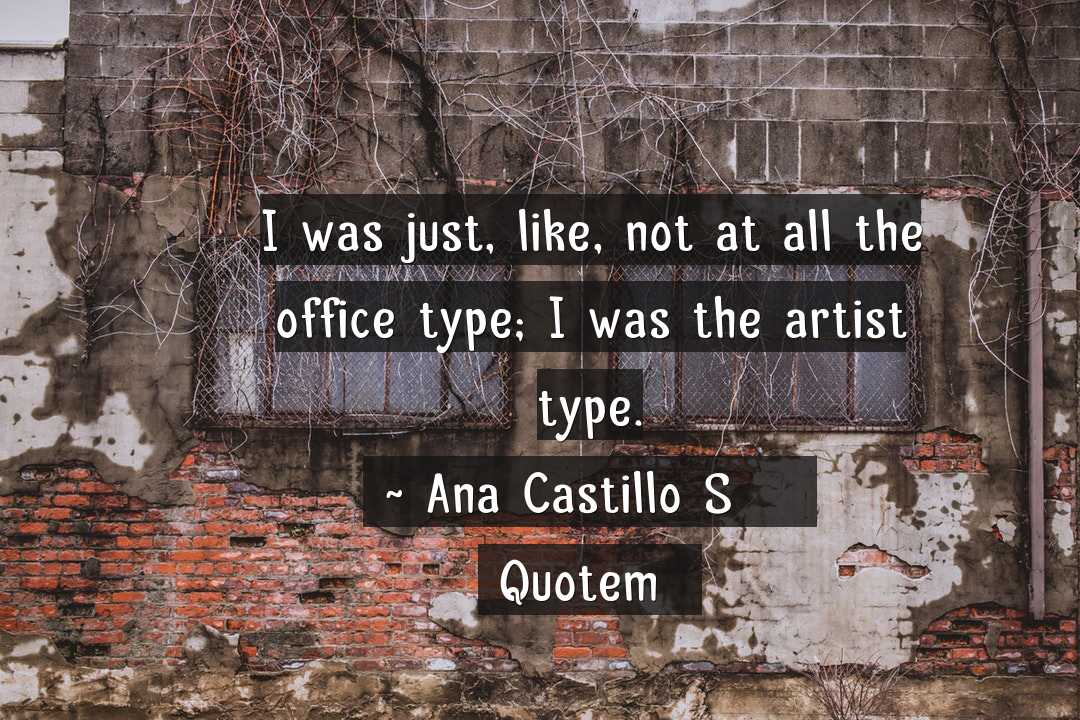 I was just, like, not at all the
office type; I was the artist
type.
~ Ana Castillo S
Quotem